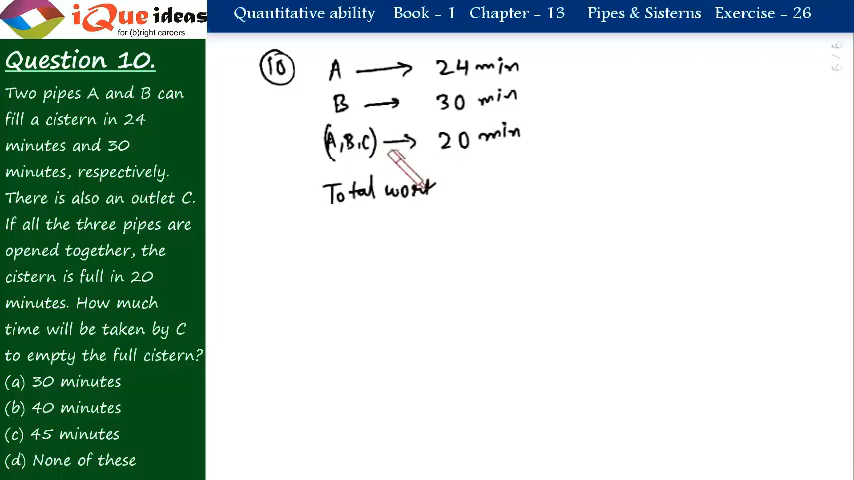 iQue ideas
for (b)right careers
Quantitative ability Book - 1 Chapter - 13 Pipes & Sisterns Exercise - 26
Question 10.
Two pipes A and B can
fill a cistern in 24
minutes and 30
minutes, respectively.
There is also an outlet C.
If all the three pipes are
opened together, the
cistern is full in 20
minutes. How much
time will be taken by C
to empty the full cistern?
(a) 30 minutes
(b) 40 minutes
(c) 45 minutes
(d) None of these
10 A → 24 min
B → 30 min
(A,B,C) → 20 min
Total work